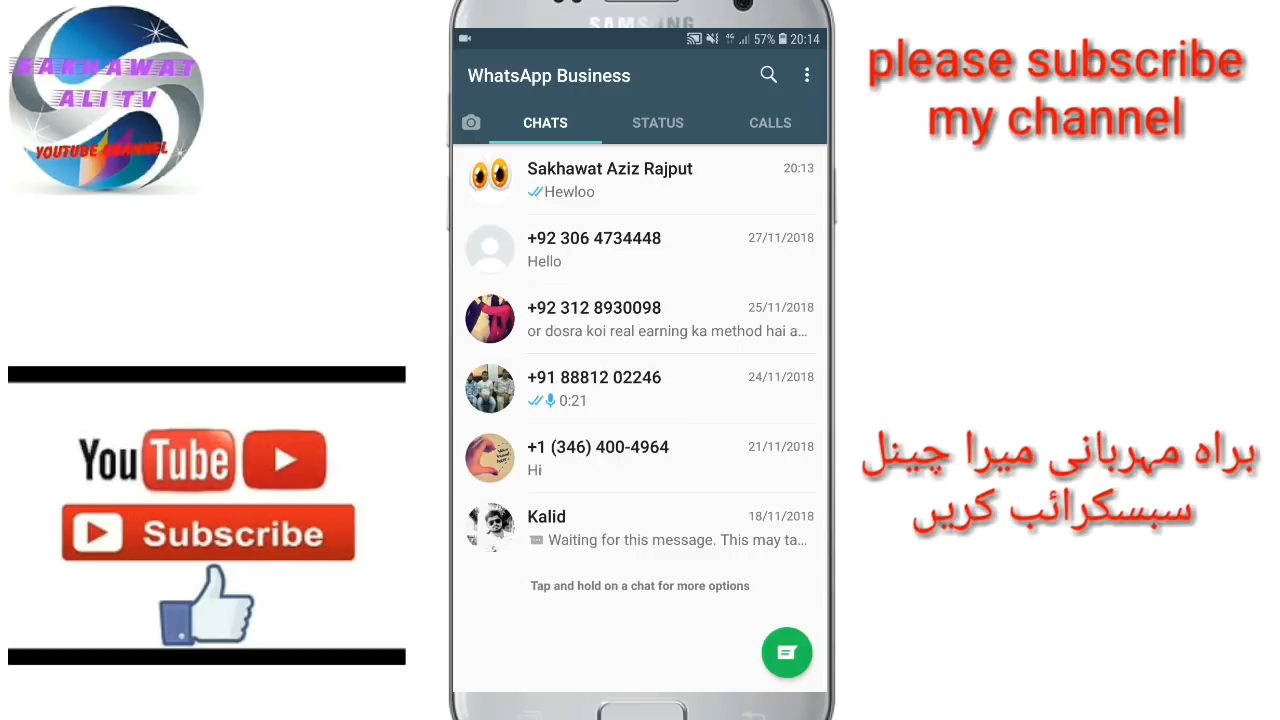 SAKHAWAT
ALI TV
YOUTUBE CHANNEL
YouTube
Subscribe
SAMSUNG
4G
57%
20:14
WhatsApp Business
CHATS
STATUS
CALLS
Sakhawat Aziz Rajput
20:13
Hewloo
+92 306 4734448
27/11/2018
Hello
+92 312 8930098
25/11/2018
or dosra koi real earning ka method hai a...
+91 88812 02246
24/11/2018
0:21
+1 (346) 400-4964
21/11/2018
Hi
Kalid
18/11/2018
Waiting for this message. This may ta...
Tap and hold on a chat for more options
please subscribe
my channel
براہ مہربانی میرا چینل
سبسکرائب کریں